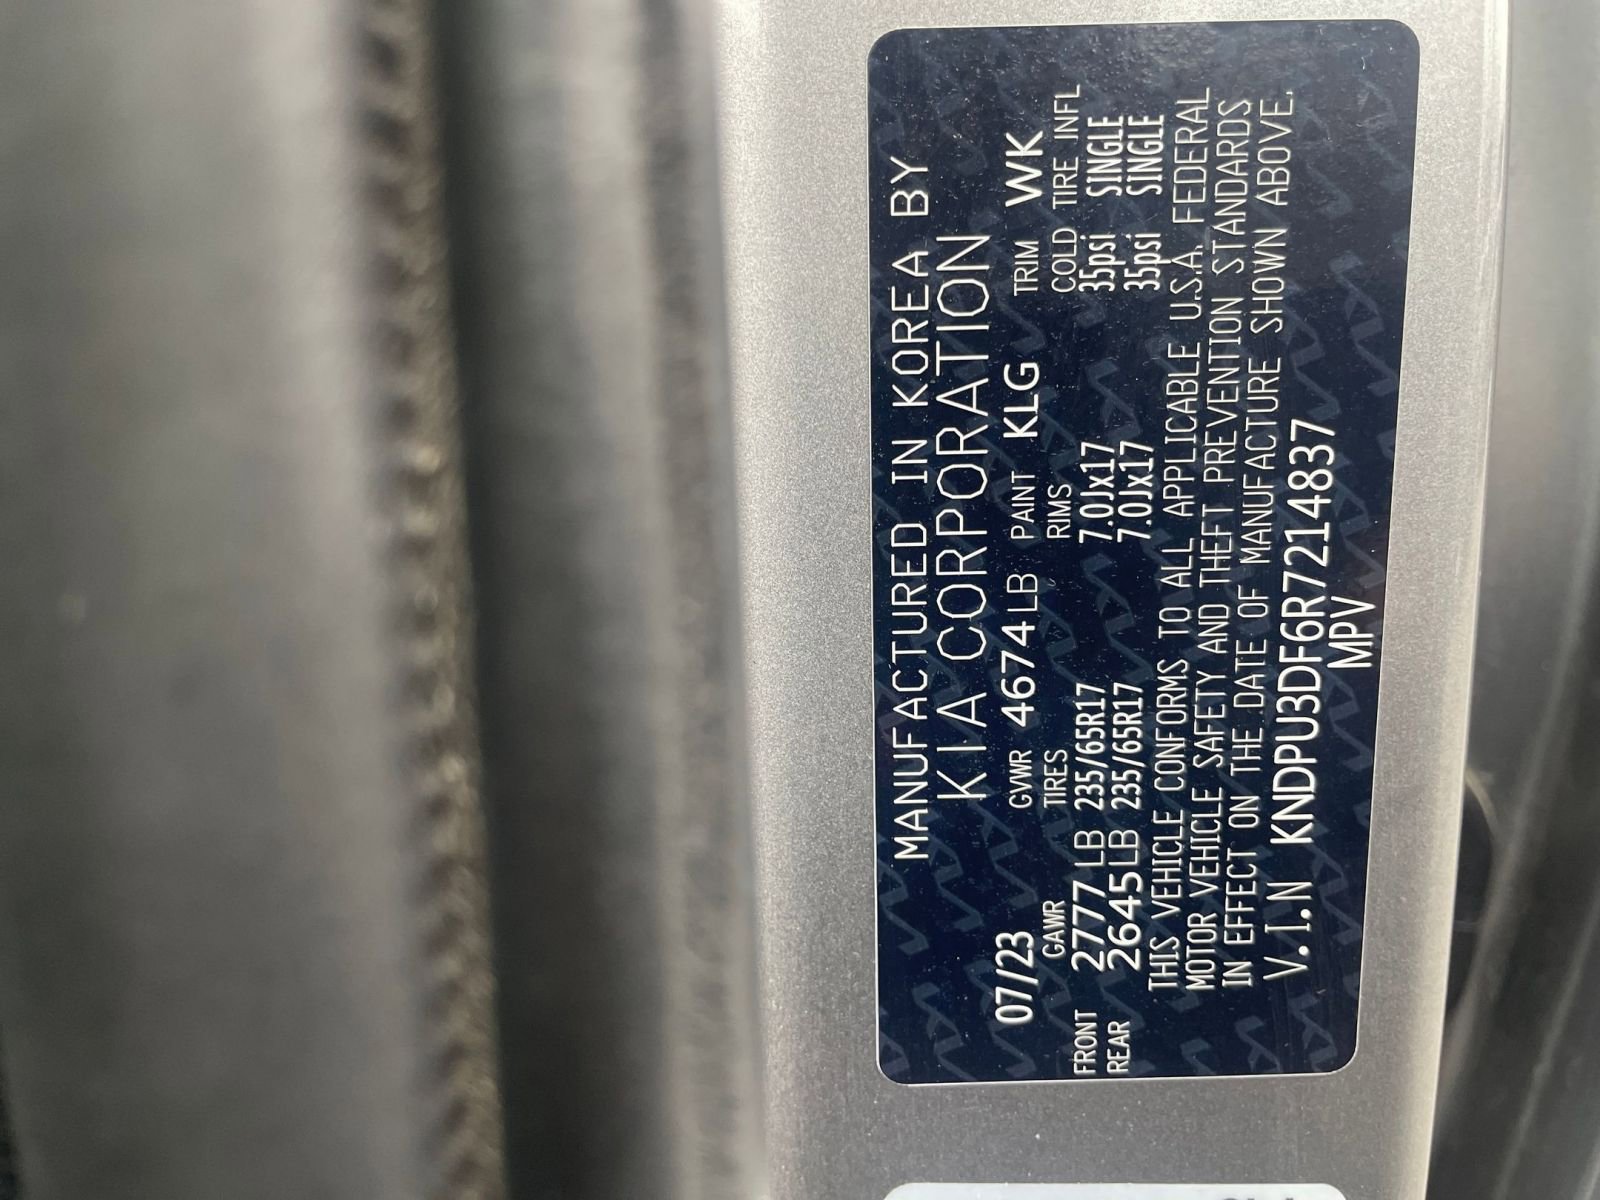 MANUFACTURED IN KOREA BY
KIA CORPORATION
07/23 GVWR 4674LB PAINT KLG TRIM WK
GAWR TIRES RIMS COLD TIRE INFL
FRONT 2777LB 235/65R17 7.0Jx17 35psi SINGLE
REAR 2645LB 235/65R17 7.0Jx17 35psi SINGLE
THIS VEHICLE CONFORMS TO ALL APPLICABLE U.S.A. FEDERAL
MOTOR VEHICLE SAFETY AND THEFT PREVENTION STANDARDS
IN EFFECT ON THE DATE OF MANUFACTURE SHOWN ABOVE.
V.I.N KNDPU3DF6R7214837
MPV